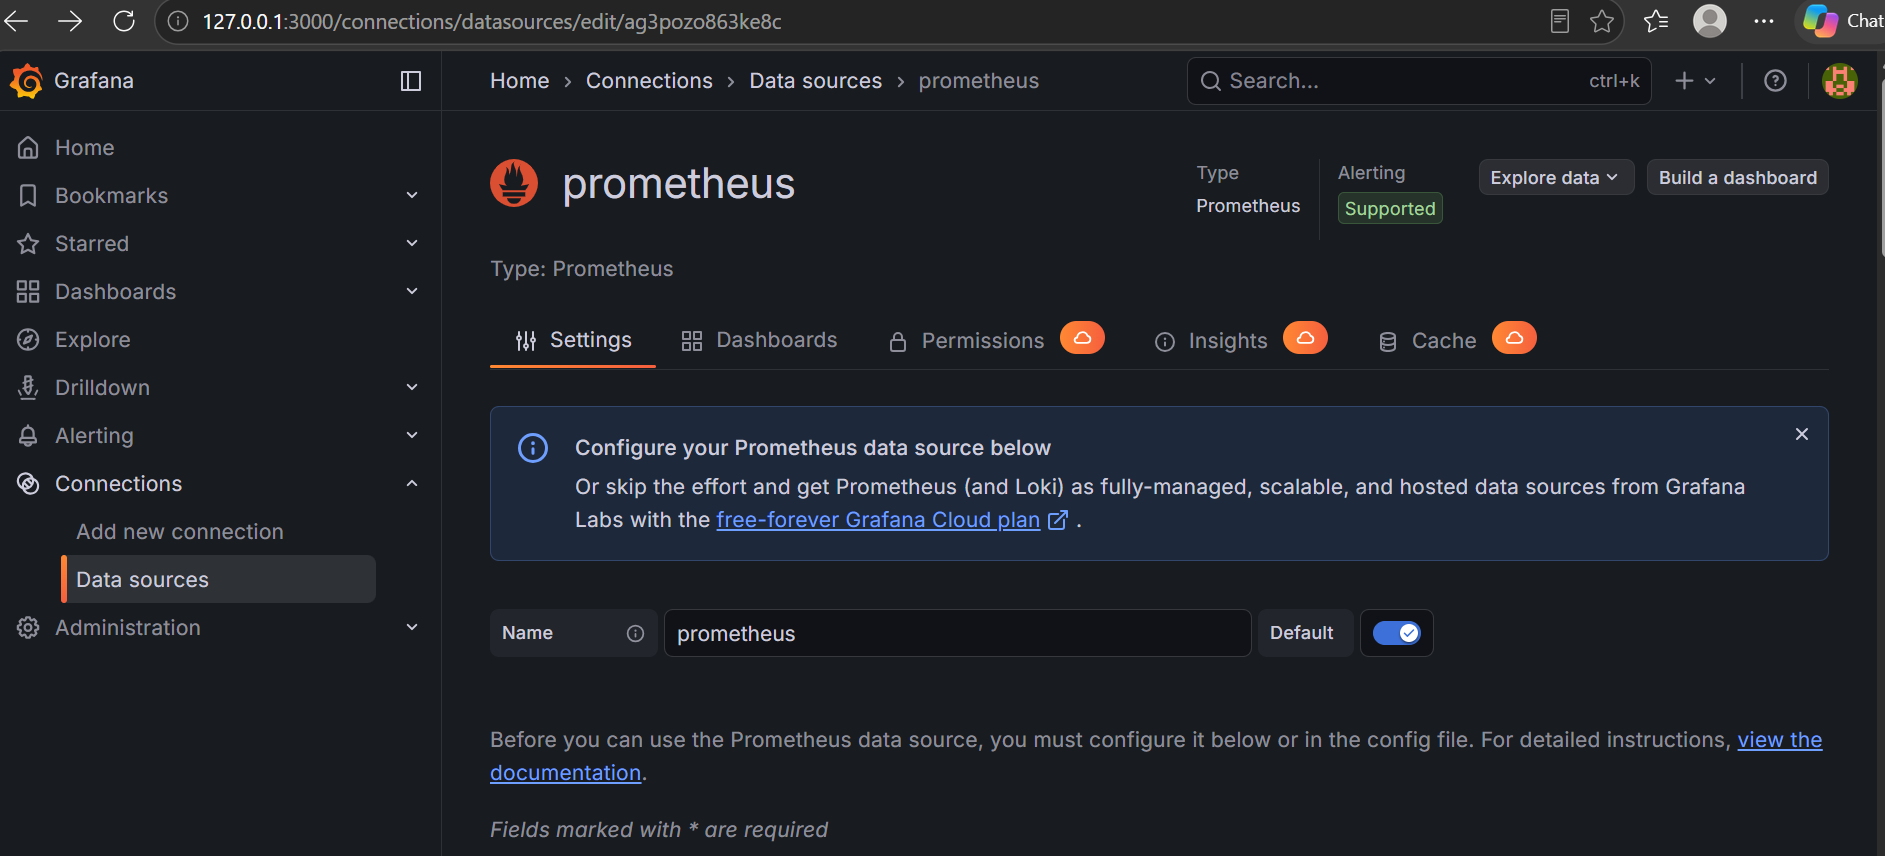 127.0.0.1:3000/connections/datasources/edit/ag3pozo863ke8c
Chat
Grafana
Home › Connections › Data sources › prometheus
Search...
ctrl+k
Home
Bookmarks
Starred
Dashboards
Explore
Drilldown
Alerting
Connections
Add new connection
Data sources
Administration
prometheus
Type
Prometheus
Alerting
Supported
Explore data
Build a dashboard
Type: Prometheus
Settings
Dashboards
Permissions
Insights
Cache
Configure your Prometheus data source below
Or skip the effort and get Prometheus (and Loki) as fully-managed, scalable, and hosted data sources from Grafana
Labs with the free-forever Grafana Cloud plan .
Name
prometheus
Default
Before you can use the Prometheus data source, you must configure it below or in the config file. For detailed instructions, view the
documentation.
Fields marked with * are required